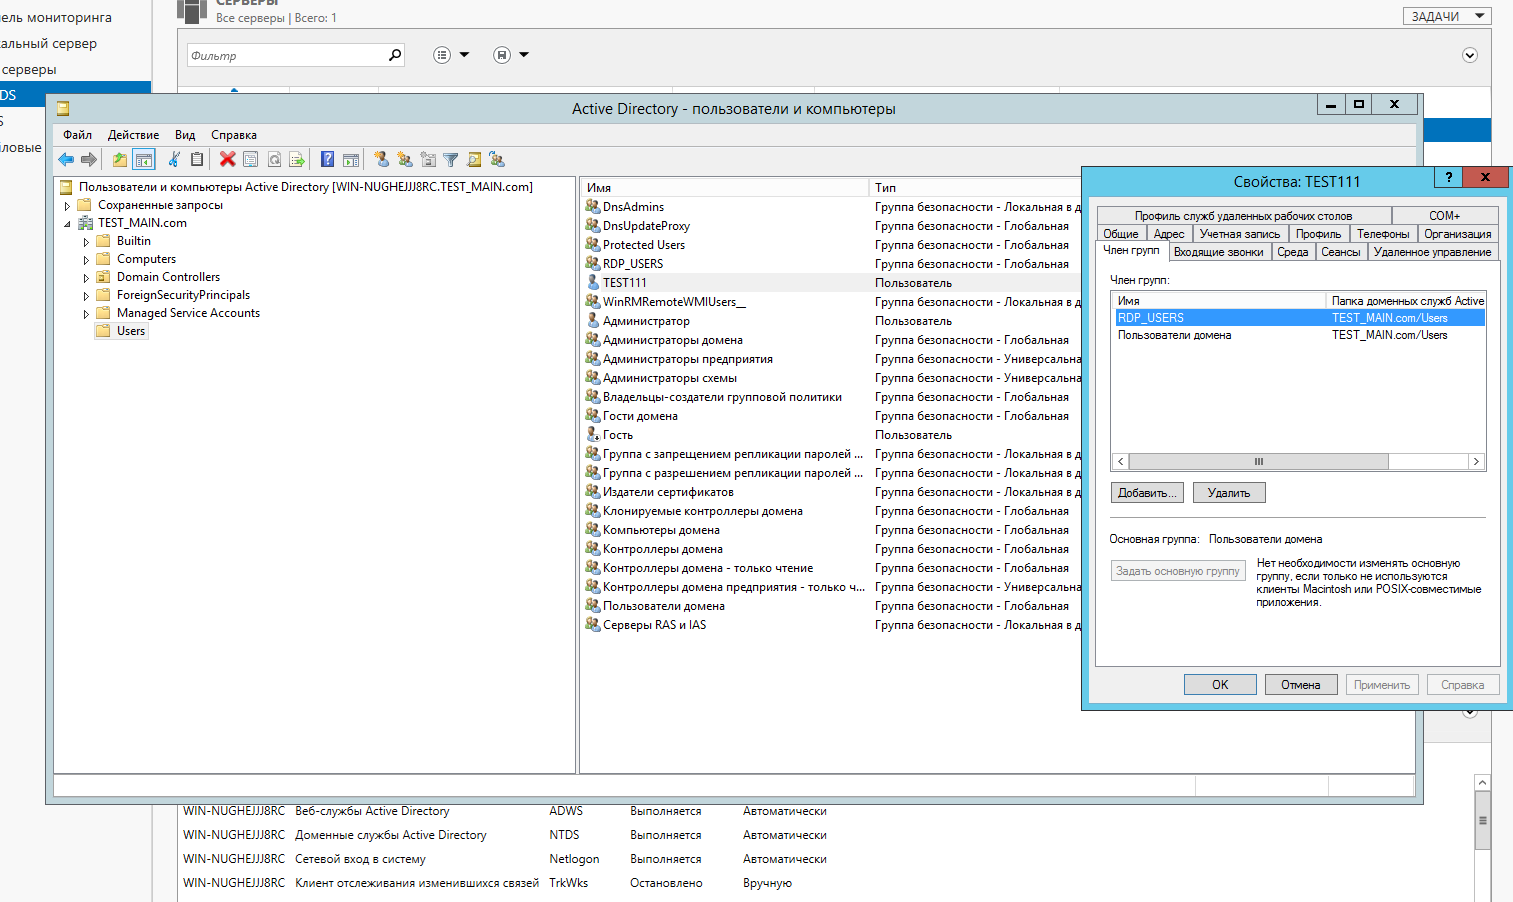 СЕРВЕРЫ
Все серверы | Всего: 1
ЗАДАЧИ
ель мониторинга
альный сервер
серверы
DS
S
ловые
Фильтр
Active Directory - пользователи и компьютеры
Файл Действие Вид Справка
Пользователи и компьютеры Active Directory [WIN-NUGHEJJJ8RC.TEST_MAIN.com]
Сохраненные запросы
TEST_MAIN.com
Builtin
Computers
Domain Controllers
ForeignSecurityPrincipals
Managed Service Accounts
Users
Имя Тип
DnsAdmins Группа безопасности - Локальная в д
DnsUpdateProxy Группа безопасности - Глобальная
Protected Users Группа безопасности - Глобальная
RDP_USERS Группа безопасности - Глобальная
TEST111 Пользователь
WinRMRemoteWMIUsers__ Группа безопасности - Локальная в д
Администратор Пользователь
Администраторы домена Группа безопасности - Глобальная
Администраторы предприятия Группа безопасности - Универсальна
Администраторы схемы Группа безопасности - Универсальна
Владельцы-создатели групповой политики Группа безопасности - Глобальная
Гости домена Группа безопасности - Глобальная
Гость Пользователь
Группа с запрещением репликации паролей ... Группа безопасности - Локальная в д
Группа с разрешением репликации паролей ... Группа безопасности - Локальная в д
Издатели сертификатов Группа безопасности - Локальная в д
Клонируемые контроллеры домена Группа безопасности - Глобальная
Компьютеры домена Группа безопасности - Глобальная
Контроллеры домена Группа безопасности - Глобальная
Контроллеры домена - только чтение Группа безопасности - Глобальная
Контроллеры домена предприятия - только ч... Группа безопасности - Универсальна
Пользователи домена Группа безопасности - Глобальная
Серверы RAS и IAS Группа безопасности - Локальная в д
Свойства: TEST111 ?
Профиль служб удаленных рабочих столов COM+
Общие Адрес Учетная запись Профиль Телефоны Организация
Член групп Входящие звонки Среда Сеансы Удаленное управление
Член групп:
Имя Папка доменных служб Active
RDP_USERS TEST_MAIN.com/Users
Пользователи домена TEST_MAIN.com/Users
Добавить... Удалить
Основная группа: Пользователи домена
Задать основную группу
Нет необходимости изменять основную
группу, если только не используются
клиенты Macintosh или POSIX-совместимые
приложения.
OK Отмена Применить Справка
WIN-NUGHEJJJ8RC Веб-службы Active Directory ADWS Выполняется Автоматически
WIN-NUGHEJJJ8RC Доменные службы Active Directory NTDS Выполняется Автоматически
WIN-NUGHEJJJ8RC Сетевой вход в систему Netlogon Выполняется Автоматически
WIN-NUGHEJJJ8RC Клиент отслеживания изменившихся связей TrkWks Остановлено Вручную